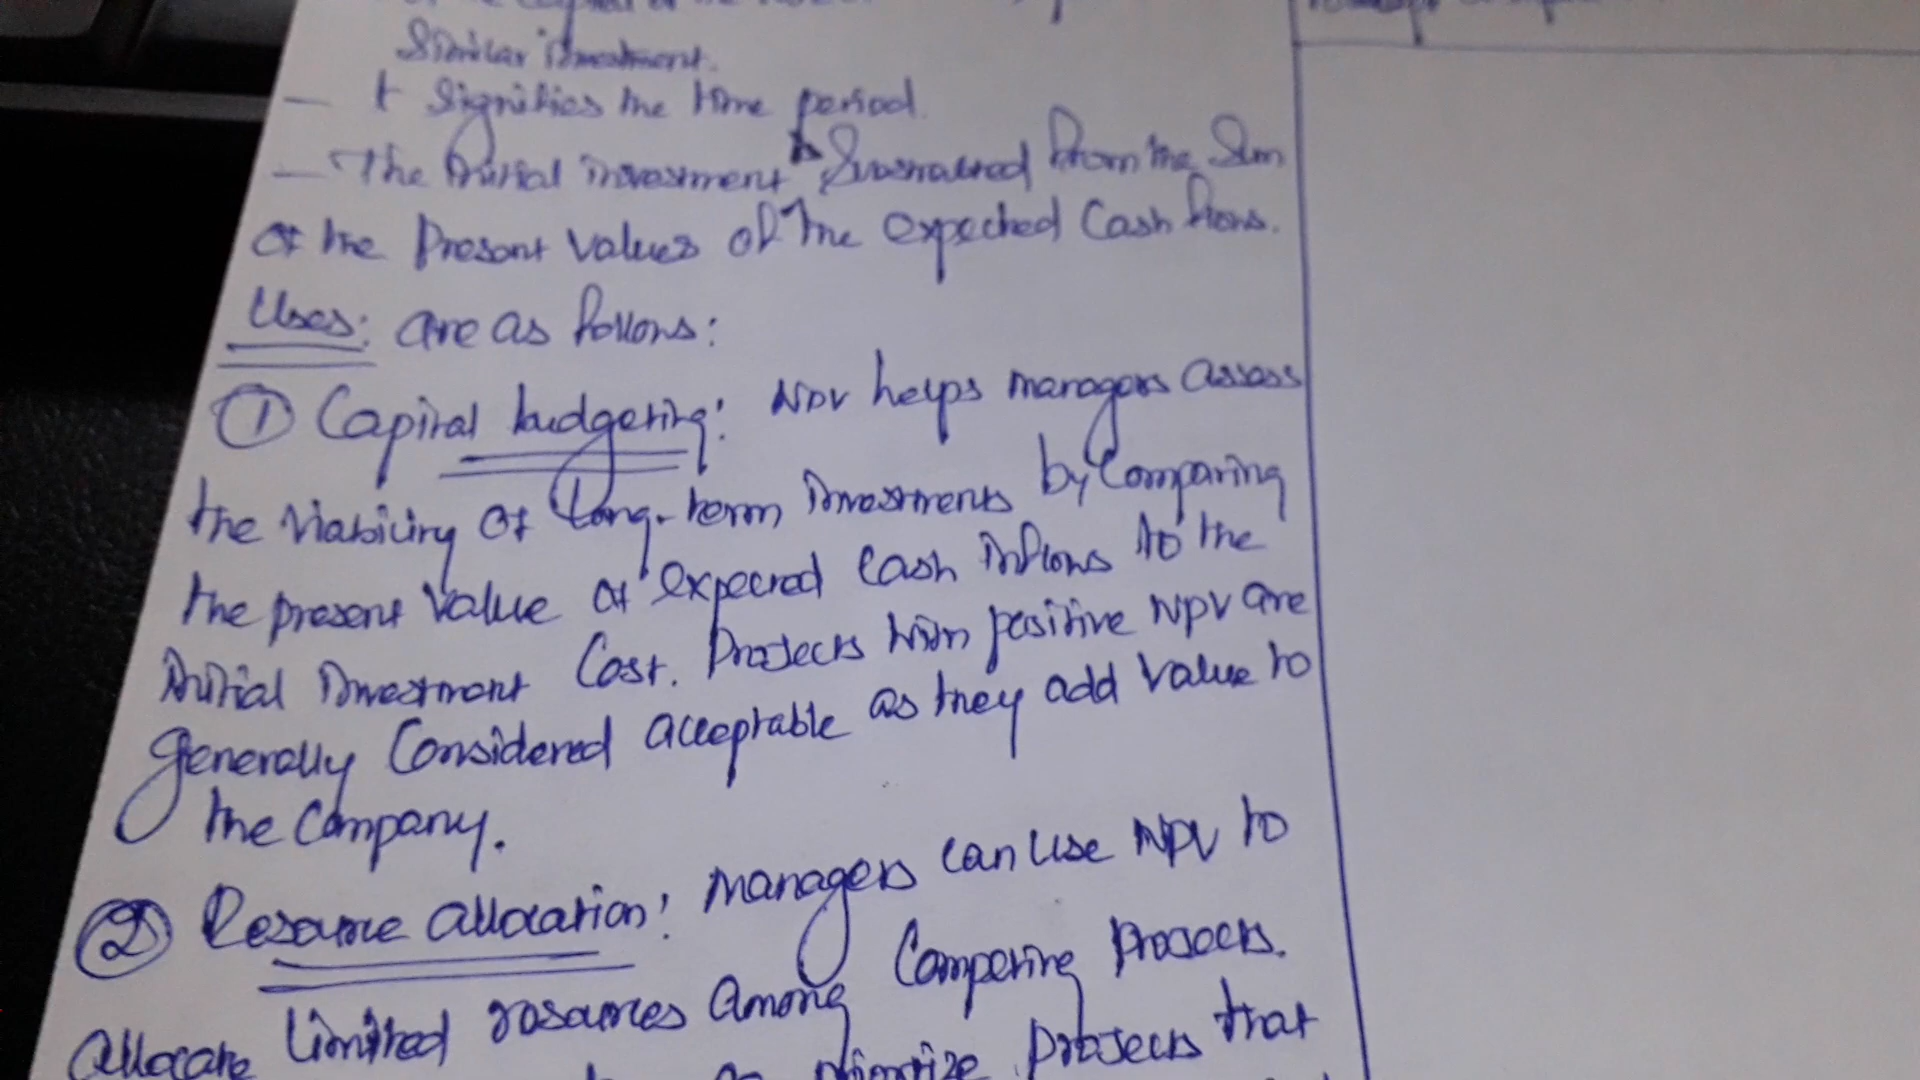 Similar investment.
— t signifies the time period.
— The initial investment is subtracted from the sum
of the present values of the expected cash flows.
Uses: are as follows:
① Capital budgeting: NPV helps managers assess
the viability of long-term investments by comparing
the present value of expected cash inflows to the
initial investment cost. Projects with positive NPV are
generally considered acceptable as they add value to
the company.
② Resource allocation: Managers can use NPV to
allocate limited resources among competing projects.
prioritize projects that